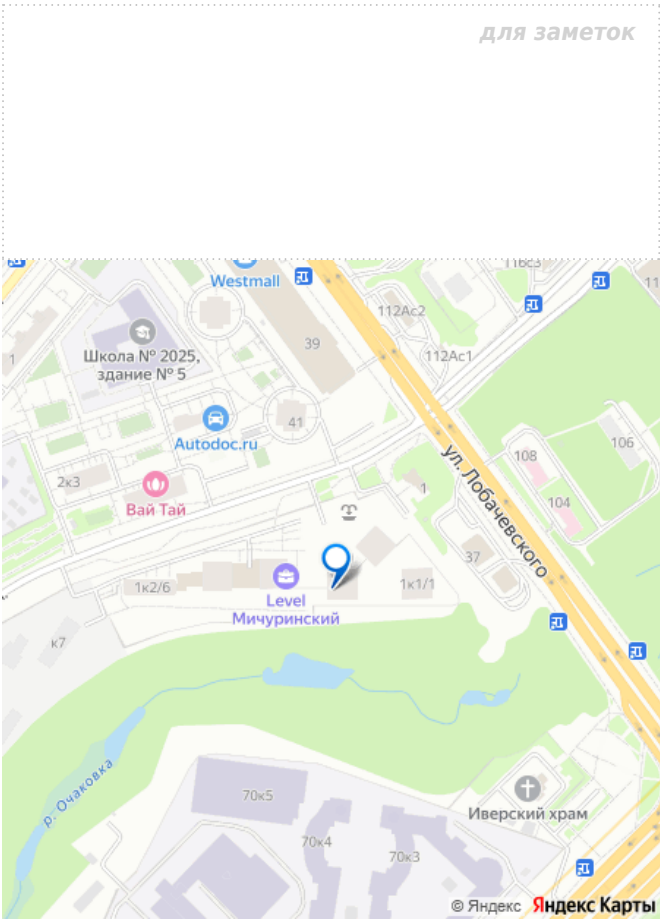 для заметок
Westmall
116с3
11
112Ас2
39
1
Школа № 2025,
здание № 5
112Ас1
41
Autodoc.ru
108
106
2к3
Вай Тай
1
104
ул. Лобачевского
37
1к2/6
1к1/1
Level
Мичуринский
к7
р. Очаковка
70к5
Иверский храм
70к4
70к3
© Яндекс Яндекс Карты